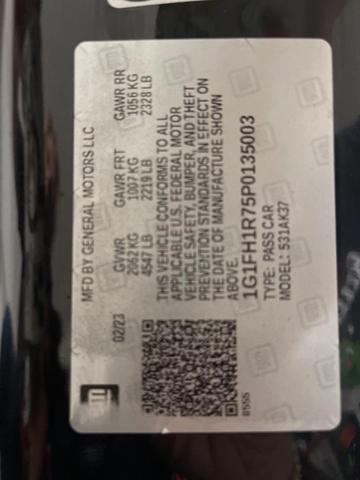 MFD BY GENERAL MOTORS LLC
02/23 GVWR GAWR FRT GAWR RR
2062 KG 1007 KG 1056 KG
4547 LB 2219 LB 2328 LB
THIS VEHICLE CONFORMS TO ALL
APPLICABLE U.S. FEDERAL MOTOR
VEHICLE SAFETY, BUMPER, AND THEFT
PREVENTION STANDARDS IN EFFECT ON
THE DATE OF MANUFACTURE SHOWN
ABOVE.
1G1FH1R75P0135003
TYPE: PASS CAR
MODEL: 531AK37